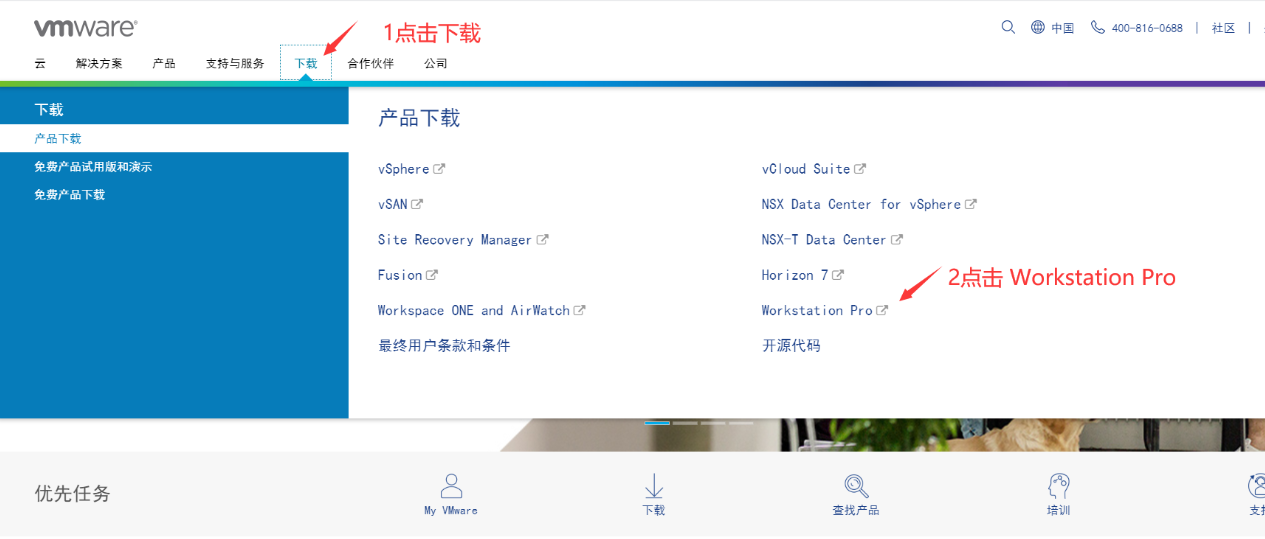 vmware®
1点击下载
中国
400-816-0688
社区
云
解决方案
产品
支持与服务
下载
合作伙伴
公司
下载
产品下载
免费产品试用版和演示
免费产品下载
产品下载
vSphere
vCloud Suite
vSAN
NSX Data Center for vSphere
Site Recovery Manager
NSX-T Data Center
Fusion
Horizon 7
2点击 Workstation Pro
Workspace ONE and AirWatch
Workstation Pro
最终用户条款和条件
开源代码
优先任务
My VMware
下载
查找产品
培训